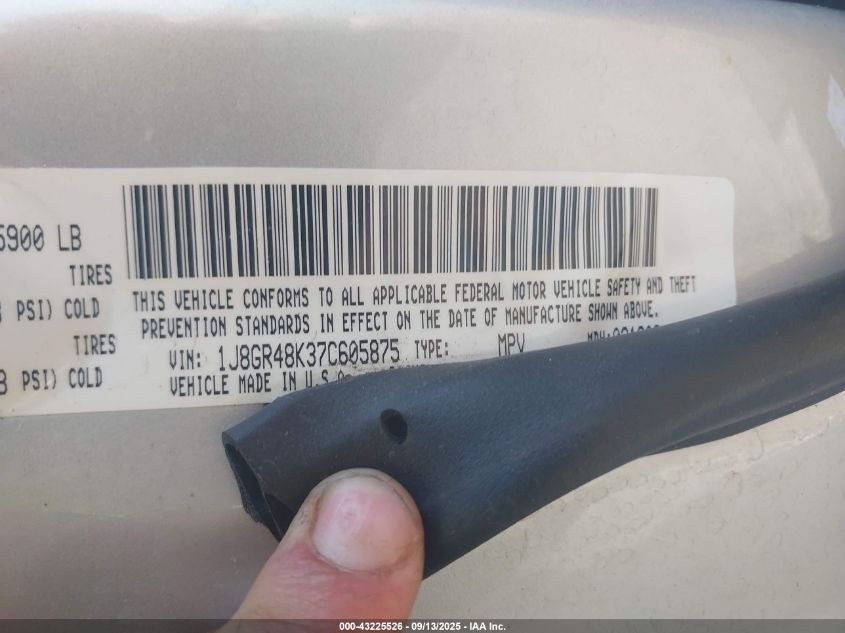 5900 LB
TIRES
PSI) COLD
TIRES
PSI) COLD
THIS VEHICLE CONFORMS TO ALL APPLICABLE FEDERAL MOTOR VEHICLE SAFETY AND THEFT
PREVENTION STANDARDS IN EFFECT ON THE DATE OF MANUFACTURE SHOWN ABOVE.
VIN: 1J8GR48K37C605875 TYPE: MPV
VEHICLE MADE IN U.S.
000-43225526 - 09/13/2025 - IAA Inc.